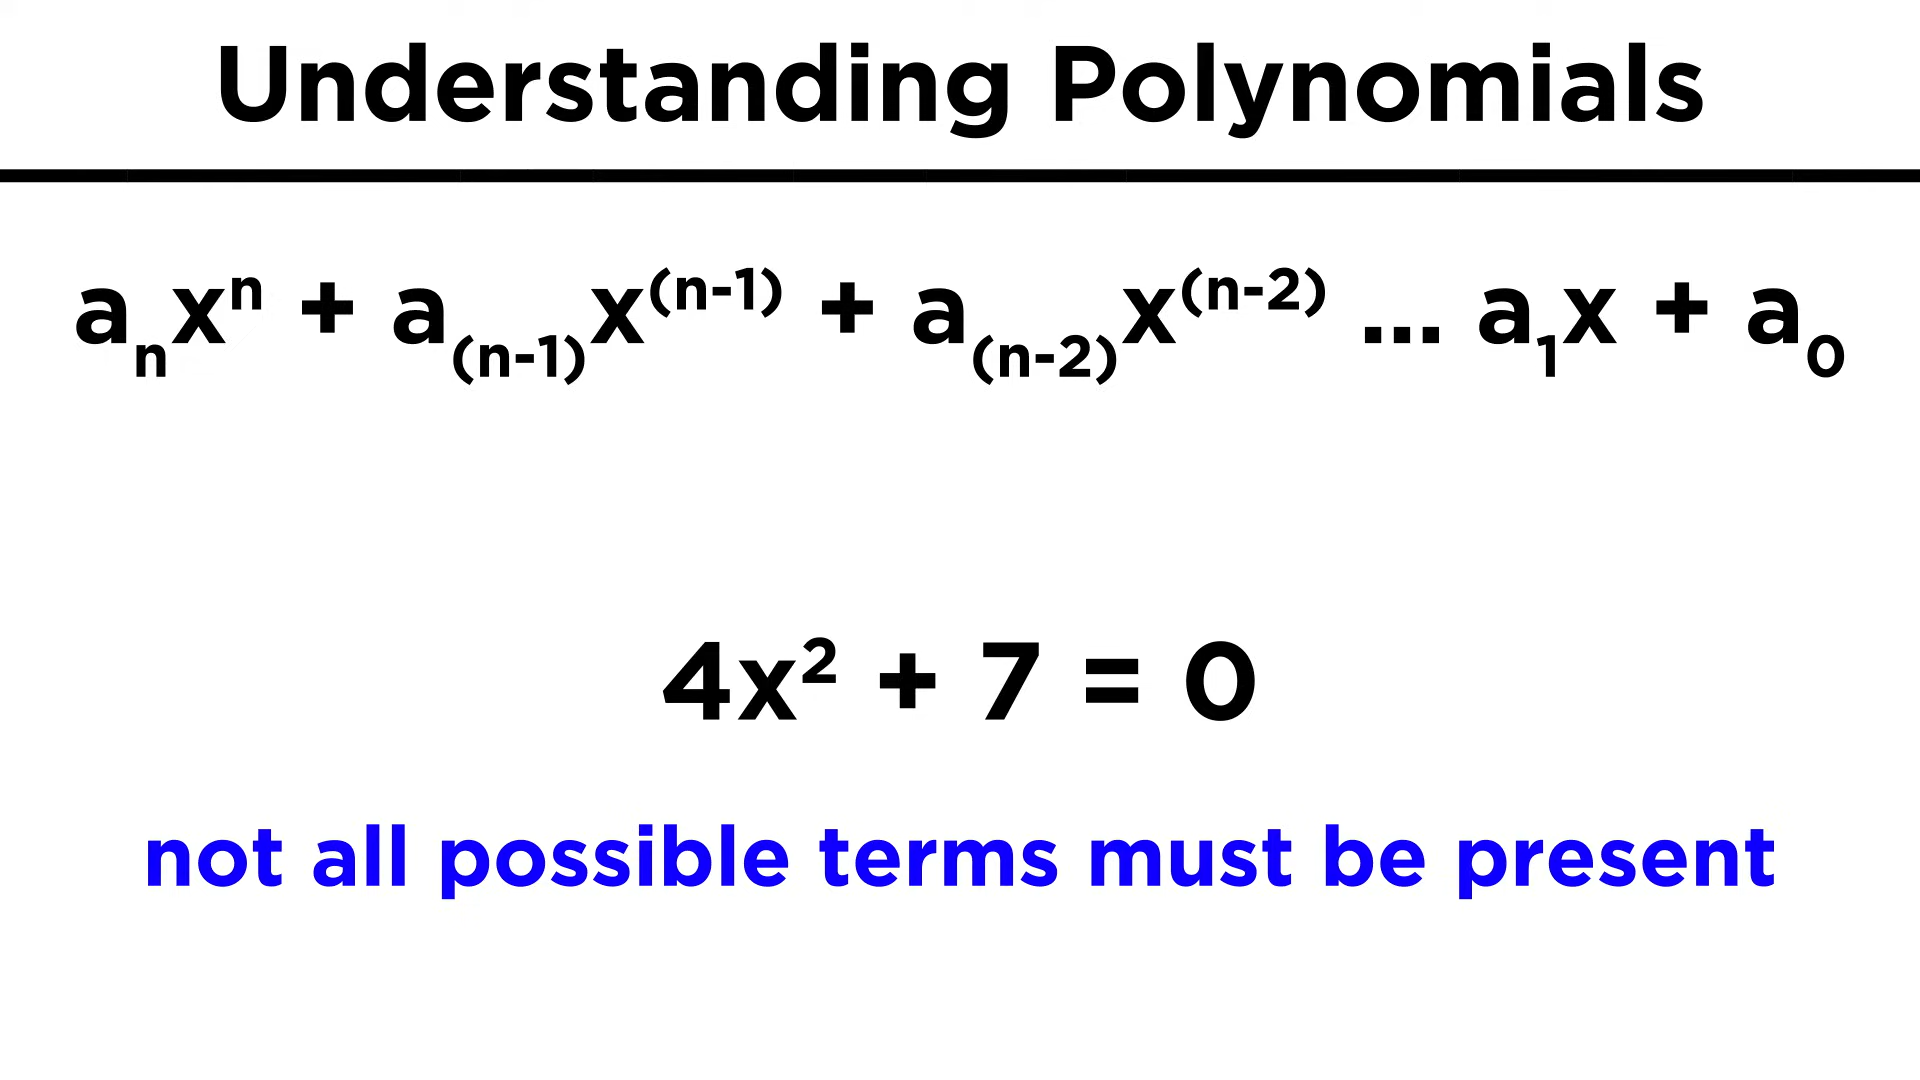 Understanding Polynomials
aₙxⁿ + a₍ₙ₋₁₎x⁽ⁿ⁻¹⁾ + a₍ₙ₋₂₎x⁽ⁿ⁻²⁾ ... a₁x + a₀
4x² + 7 = 0
not all possible terms must be present